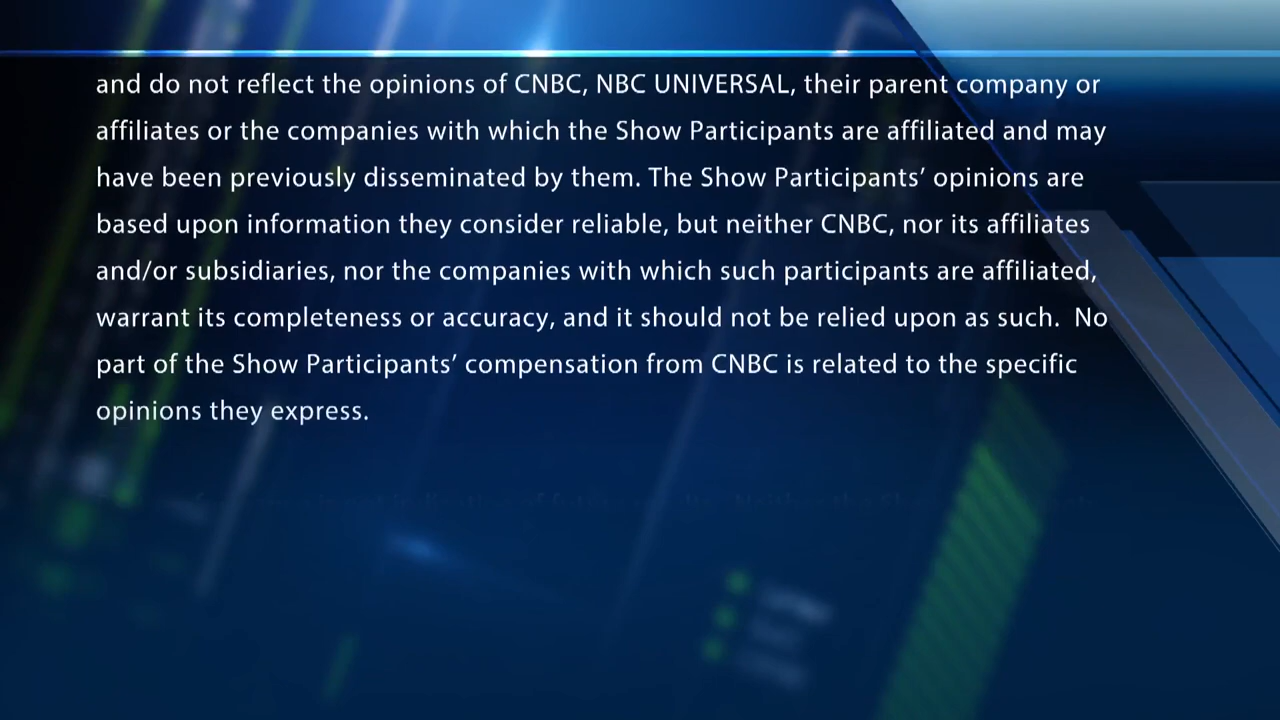 and do not reflect the opinions of CNBC, NBC UNIVERSAL, their parent company or
affiliates or the companies with which the Show Participants are affiliated and may
have been previously disseminated by them. The Show Participants’ opinions are
based upon information they consider reliable, but neither CNBC, nor its affiliates
and/or subsidiaries, nor the companies with which such participants are affiliated,
warrant its completeness or accuracy, and it should not be relied upon as such.  No
part of the Show Participants’ compensation from CNBC is related to the specific
opinions they express.